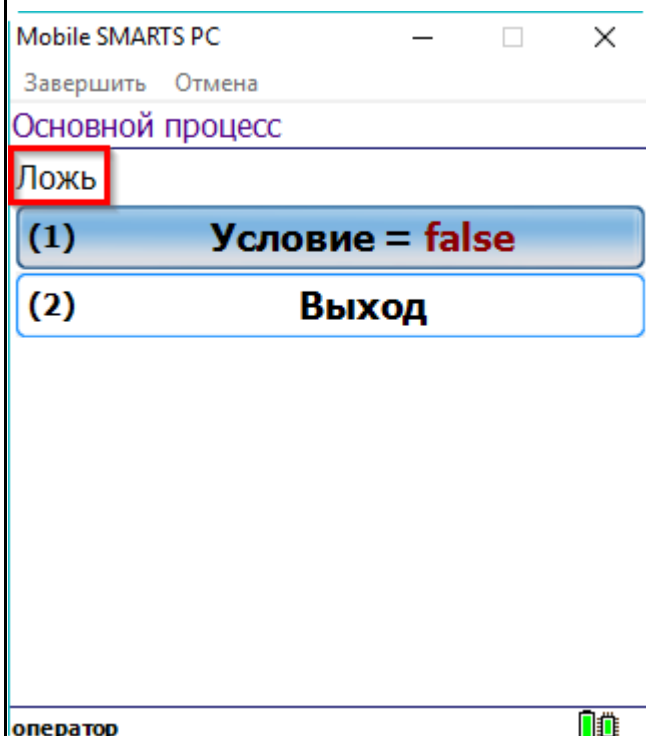 Mobile SMARTS PC
Завершить Отмена
Основной процесс
Ложь
(1) Условие = false
(2) Выход
оператор